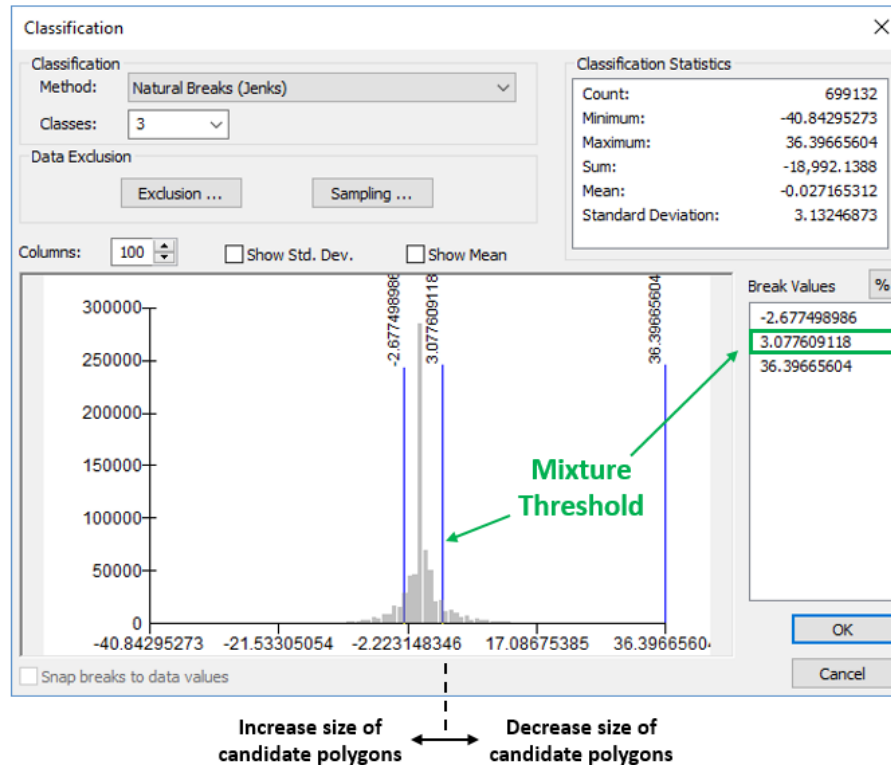 Classification
Classification
Method: Natural Breaks (Jenks)
Classes: 3
Data Exclusion
Exclusion ... Sampling ...
Classification Statistics
Count: 699132
Minimum: -40.84295273
Maximum: 36.39665604
Sum: -18,992.1388
Mean: -0.027165312
Standard Deviation: 3.13246873
Columns: 100 Show Std. Dev. Show Mean
Break Values %
-2.677498986
3.077609118
36.39665604
-2.677498986
3.077609118
36.39665604
300000
250000
200000
150000
100000
50000
0
-40.84295273 -21.53305054 -2.223148346 17.08675385 36.39665604
Mixture
Threshold
OK
Cancel
Snap breaks to data values
Increase size of
candidate polygons
Decrease size of
candidate polygons